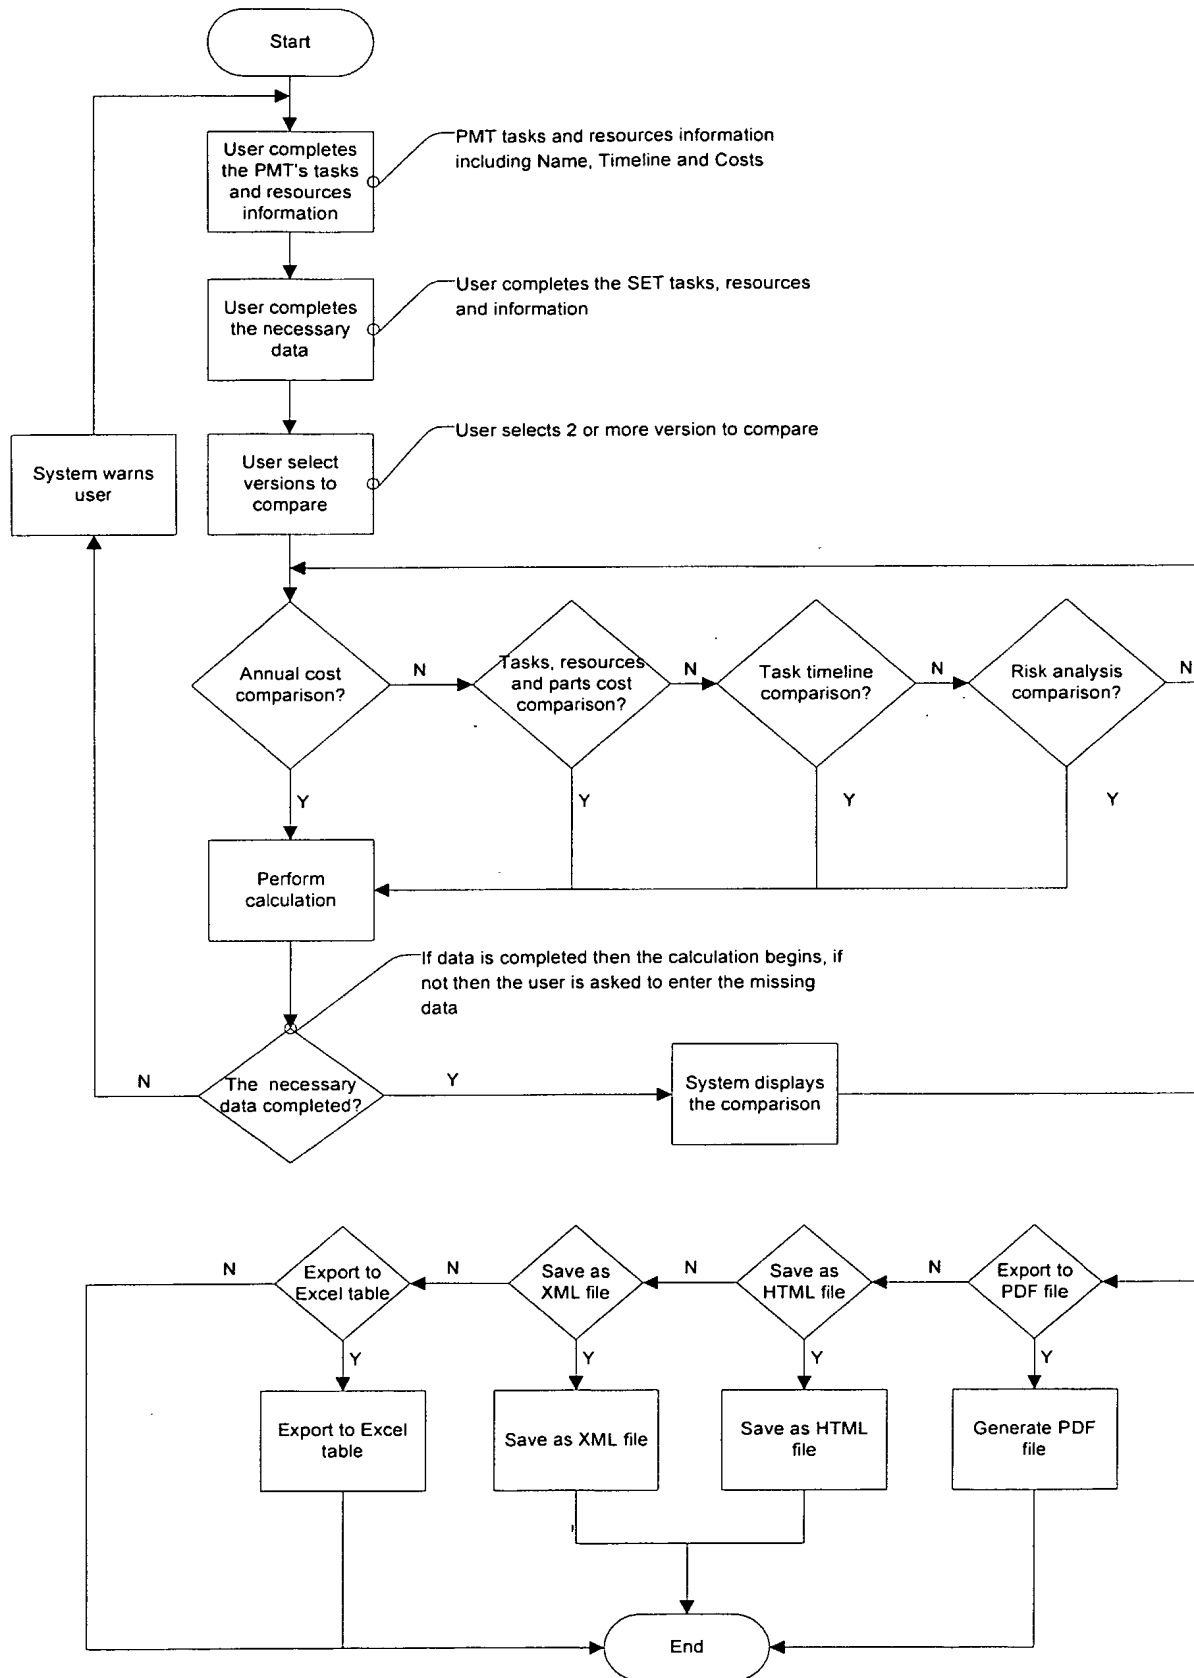 Start
PMT tasks and resources information
including Name, Timeline and Costs
User completes
the PMT's tasks
and resources
information
User completes the SET tasks, resources
and information
User completes
the necessary
data
User selects 2 or more version to compare
System warns
user
User select
versions to
compare
Annual cost
comparison?
N
Tasks, resources
and parts cost
comparison?
N
Task timeline
comparison?
N
Risk analysis
comparison?
N
Y
Y
Y
Y
Perform
calculation
If data is completed then the calculation begins, if
not then the user is asked to enter the missing
data
N
The necessary
data completed?
Y
System displays
the comparison
N
Export to
Excel table
N
Save as
XML file
N
Save as
HTML file
N
Export to
PDF file
Y
Y
Y
Y
Export to Excel
table
Save as XML file
Save as HTML
file
Generate PDF
file
End